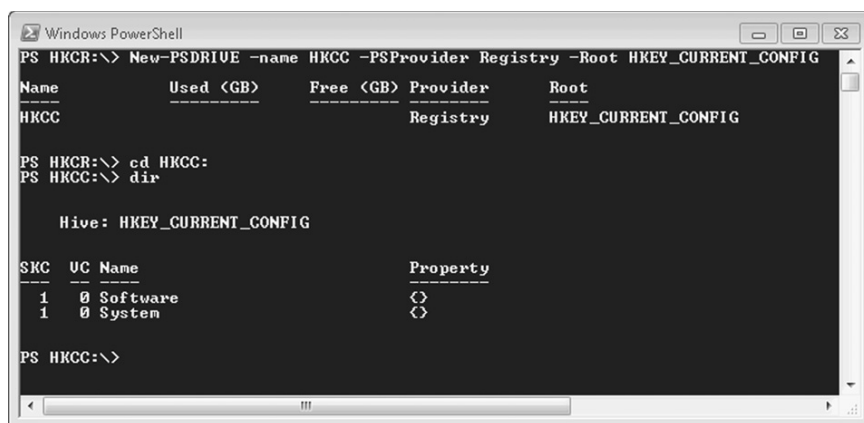 Windows PowerShell
PS HKCR:\> New-PSDRIVE -name HKCC -PSProvider Registry -Root HKEY_CURRENT_CONFIG
Name Used (GB) Free (GB) Provider Root
---- --------- --------- -------- ----
HKCC Registry HKEY_CURRENT_CONFIG
PS HKCR:\> cd HKCC:
PS HKCC:\> dir
Hive: HKEY_CURRENT_CONFIG
SKC VC Name Property
--- -- ---- --------
1 0 Software {}
1 0 System {}
PS HKCC:\>